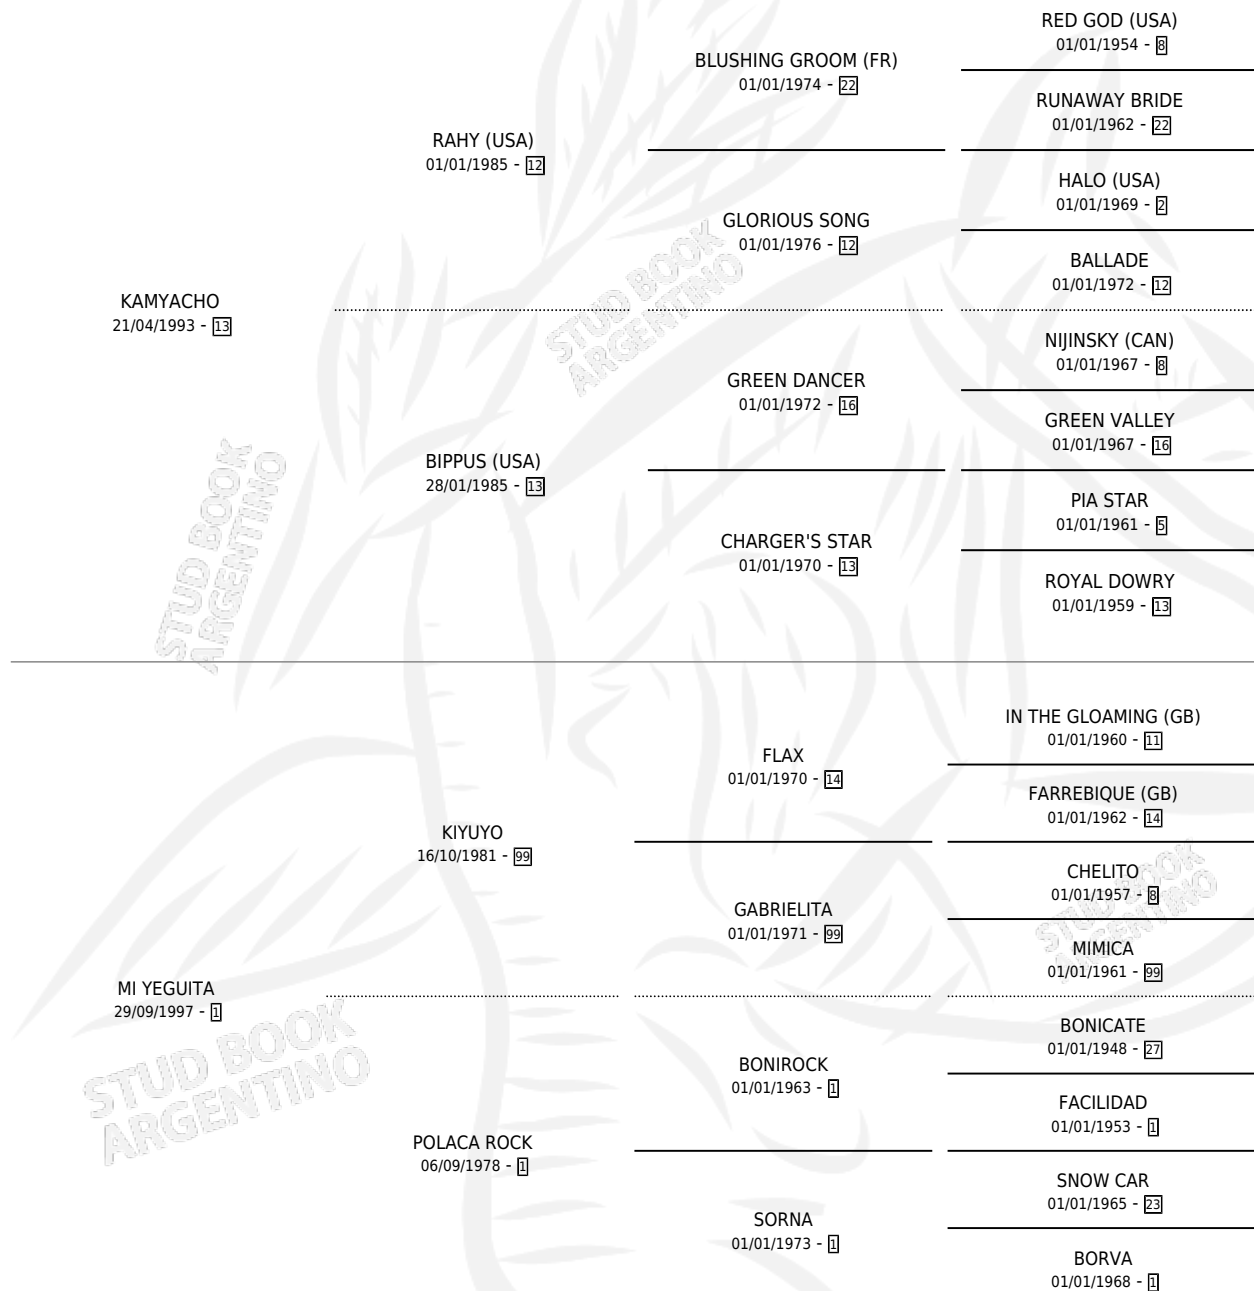 RED GOD (USA)
01/01/1954 - 8
BLUSHING GROOM (FR)
01/01/1974 - 22
RUNAWAY BRIDE
01/01/1962 - 22
RAHY (USA)
01/01/1985 - 12
HALO (USA)
01/01/1969 - 2
GLORIOUS SONG
01/01/1976 - 12
BALLADE
01/01/1972 - 12
KAMYACHO
21/04/1993 - 13
NIJINSKY (CAN)
01/01/1967 - 8
GREEN DANCER
01/01/1972 - 16
GREEN VALLEY
01/01/1967 - 16
BIPPUS (USA)
28/01/1985 - 13
PIA STAR
01/01/1961 - 5
CHARGER'S STAR
01/01/1970 - 13
ROYAL DOWRY
01/01/1959 - 13
IN THE GLOAMING (GB)
01/01/1960 - 11
FLAX
01/01/1970 - 14
FARREBIQUE (GB)
01/01/1962 - 14
KIYUYO
16/10/1981 - 99
CHELITO
01/01/1957 - 8
GABRIELITA
01/01/1971 - 99
MIMICA
01/01/1961 - 99
MI YEGUITA
29/09/1997 - 1
BONICATE
01/01/1948 - 27
BONIROCK
01/01/1963 - 1
FACILIDAD
01/01/1953 - 1
POLACA ROCK
06/09/1978 - 1
SNOW CAR
01/01/1965 - 23
SORNA
01/01/1973 - 1
BORVA
01/01/1968 - 1
STUD BOOK
ARGENTINO
STUD BOOK
ARGENTINO
STUD BOOK
ARGENTINO
STUD BOOK
ARGENTINO